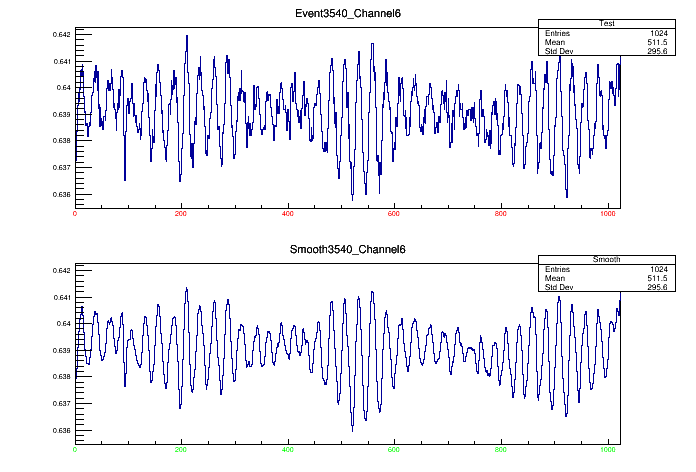 Event3540_Channel6
Test
Entries 1024
Mean 511.5
Std Dev 295.6
0.642
0.641
0.64
0.639
0.638
0.637
0.636
0 200 400 600 800 1000
Smooth3540_Channel6
Smooth
Entries 1024
Mean 511.5
Std Dev 295.6
0.642
0.641
0.64
0.639
0.638
0.637
0.636
0 200 400 600 800 1000